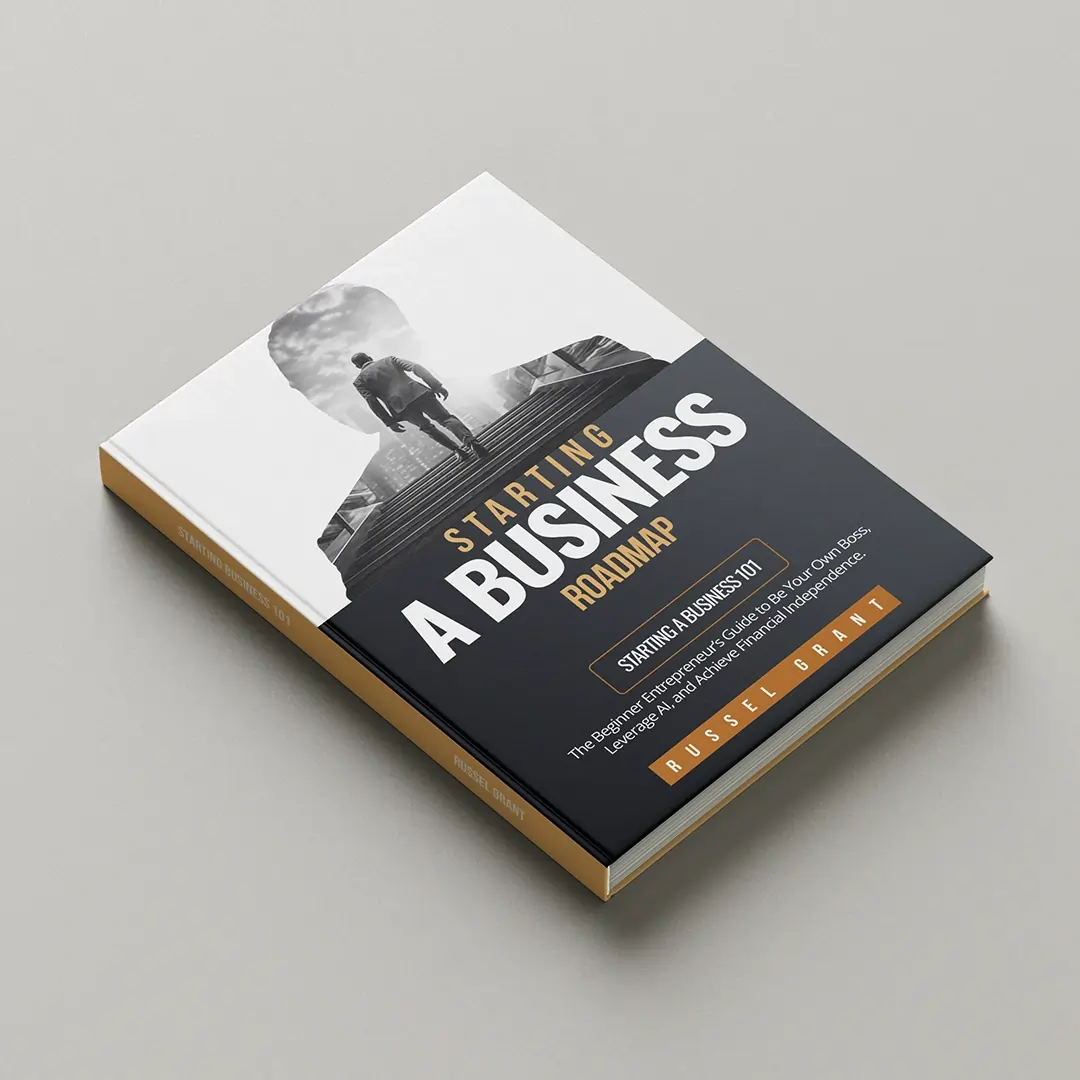 STARTING
A BUSINESS
ROADMAP
STARTING A BUSINESS 101
The Beginner Entrepreneur's Guide to Be Your Own Boss,
Leverage AI, and Achieve Financial Independence.
RUSSEL GRANT
STARTING BUSINESS 101
RUSSEL GRANT